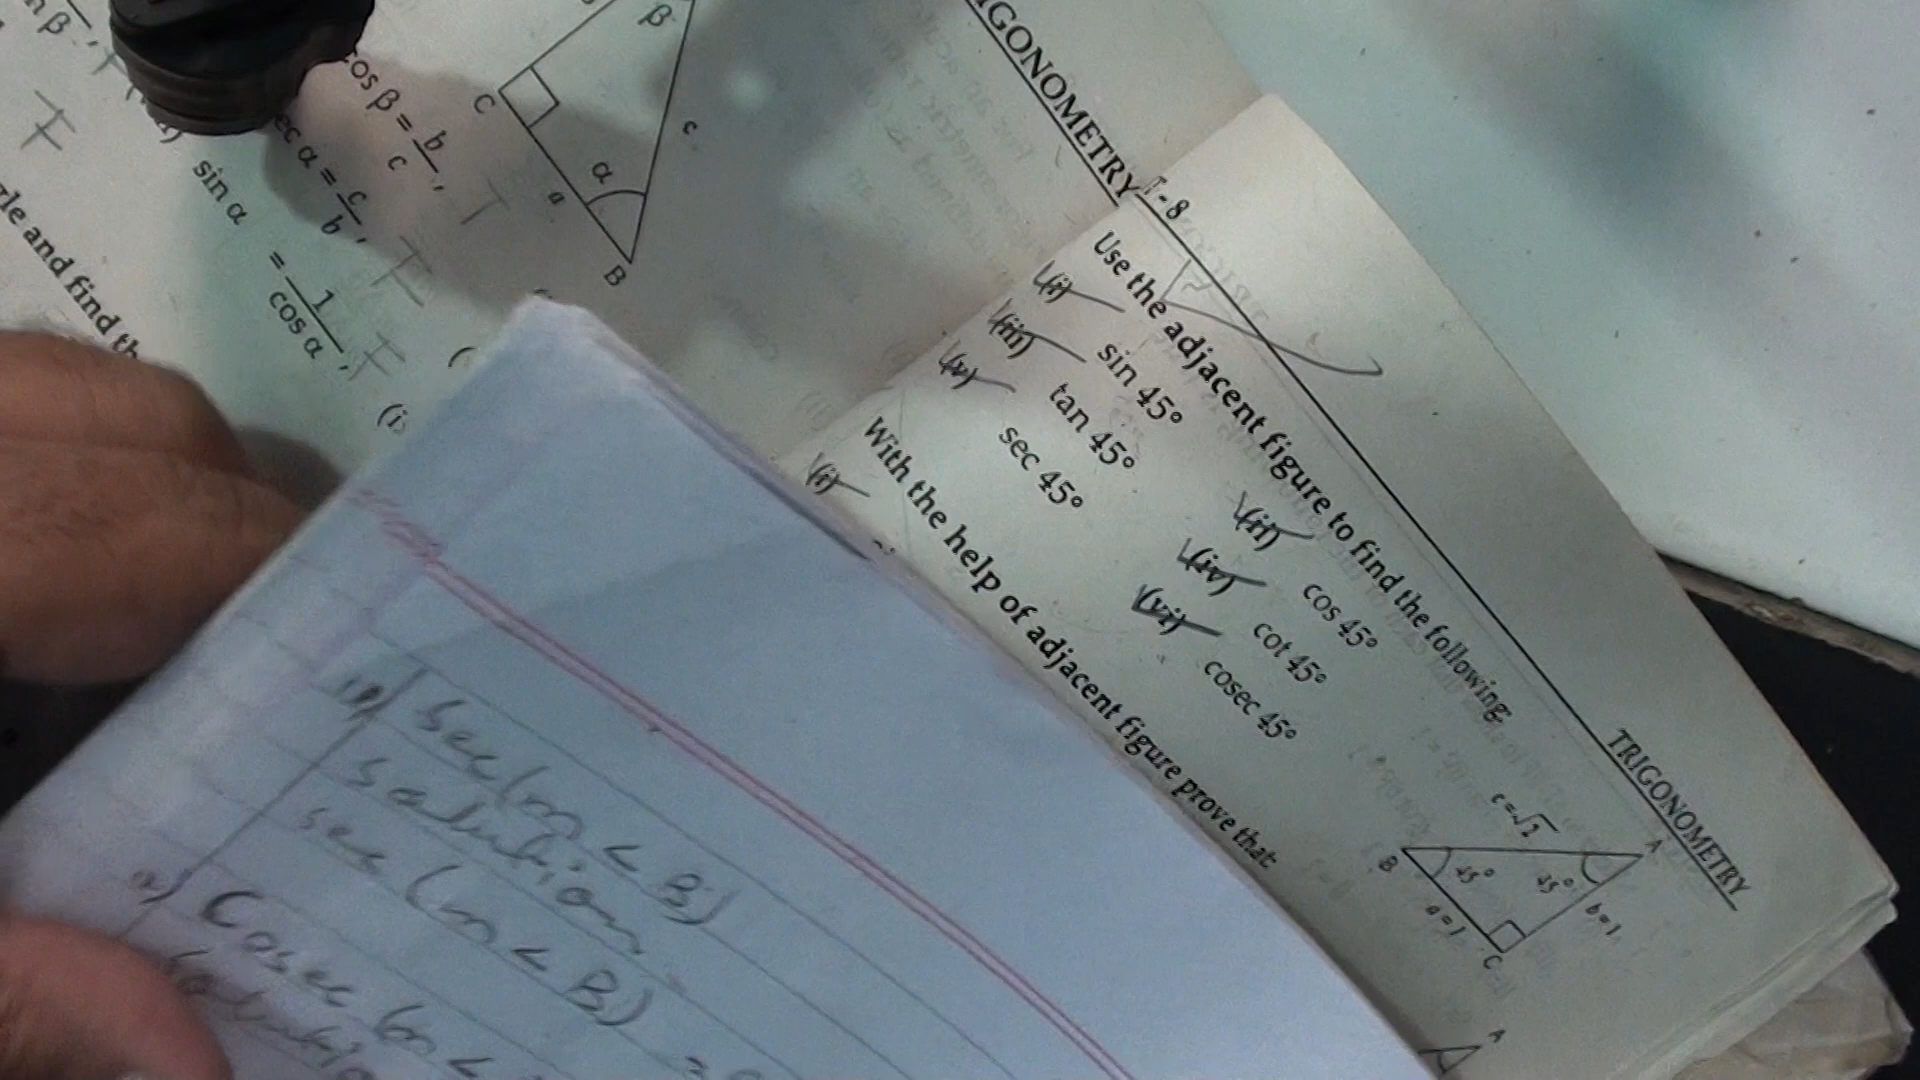 β
C
c
α
a
B
cos β = b/c, T
sec α = c/b, F
sin α = 1/cos α, F
F
gle and find th
TRIGONOMETRY
T-8
Use the adjacent figure to find the following.
(i) sin 45° (ii) cos 45°
(iii) tan 45° (iv) cot 45°
(v) sec 45° (vi) cosec 45°
With the help of adjacent figure prove that
(i)
c = √2
A
B
45°
45°
b = 1
a = 1
C
A
sec (m < B)
solution
sec (m < B) =
Cosec (m <
solutio